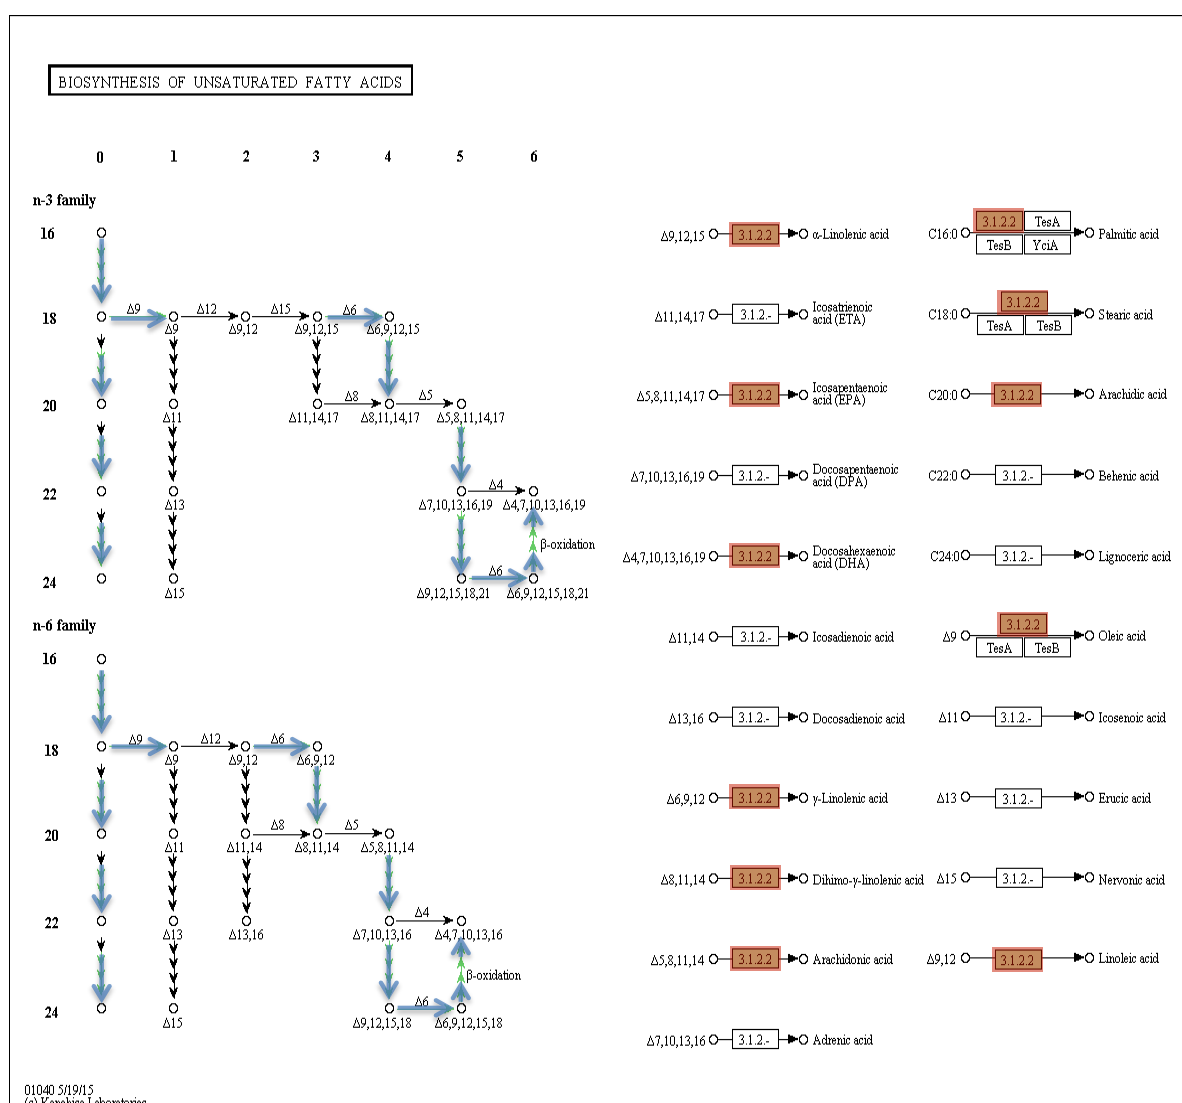 BIOSYNTHESIS OF UNSATURATED FATTY ACIDS
0 1 2 3 4 5 6
n-3 family
16
Δ9 Δ12 Δ15 Δ6
18 Δ9 Δ9,12 Δ9,12,15 Δ6,9,12,15
Δ8 Δ5
20 Δ11 Δ11,14,17 Δ8,11,14,17 Δ5,8,11,14,17
Δ4
22 Δ13 Δ7,10,13,16,19 Δ4,7,10,13,16,19
β-oxidation
Δ6
24 Δ15 Δ9,12,15,18,21 Δ6,9,12,15,18,21
n-6 family
16
Δ9 Δ12 Δ6
18 Δ9 Δ9,12 Δ6,9,12
Δ8 Δ5
20 Δ11 Δ11,14 Δ8,11,14 Δ5,8,11,14
Δ4
22 Δ13 Δ13,16 Δ7,10,13,16 Δ4,7,10,13,16
β-oxidation
Δ6
24 Δ15 Δ9,12,15,18 Δ6,9,12,15,18
Δ9,12,15 3.1.2.2 α-Linolenic acid
Δ11,14,17 3.1.2.- Icosatrienoic
acid (ETA)
Δ5,8,11,14,17 3.1.2.2 Icosapentaenoic
acid (EPA)
Δ7,10,13,16,19 3.1.2.- Docosapentaenoic
acid (DPA)
Δ4,7,10,13,16,19 3.1.2.2 Docosahexaenoic
acid (DHA)
Δ11,14 3.1.2.- Icosadienoic acid
Δ13,16 3.1.2.- Docosadienoic acid
Δ6,9,12 3.1.2.2 γ-Linolenic acid
Δ8,11,14 3.1.2.2 Dihimo-γ-linolenic acid
Δ5,8,11,14 3.1.2.2 Arachidonic acid
Δ7,10,13,16 3.1.2.- Adrenic acid
3.1.2.2 TesA
C16:0 Palmitic acid
TesB YciA
3.1.2.2
C18:0 Stearic acid
TesA TesB
C20:0 3.1.2.2 Arachidic acid
C22:0 3.1.2.- Behenic acid
C24:0 3.1.2.- Lignoceric acid
3.1.2.2
Δ9 Oleic acid
TesA TesB
Δ11 3.1.2.- Icosenoic acid
Δ13 3.1.2.- Erucic acid
Δ15 3.1.2.- Nervonic acid
Δ9,12 3.1.2.2 Linoleic acid
01040 5/19/15
(c) Kanehisa Laboratories